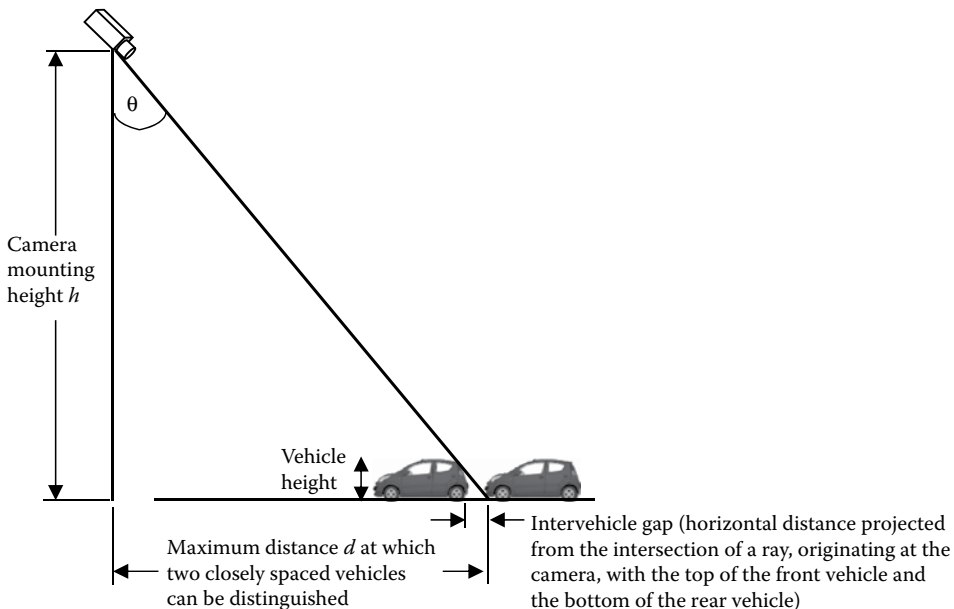 θ
Camera
mounting
height h
Vehicle
height
Intervehicle gap (horizontal distance projected
from the intersection of a ray, originating at the
camera, with the top of the front vehicle and
the bottom of the rear vehicle)
Maximum distance d at which
two closely spaced vehicles
can be distinguished